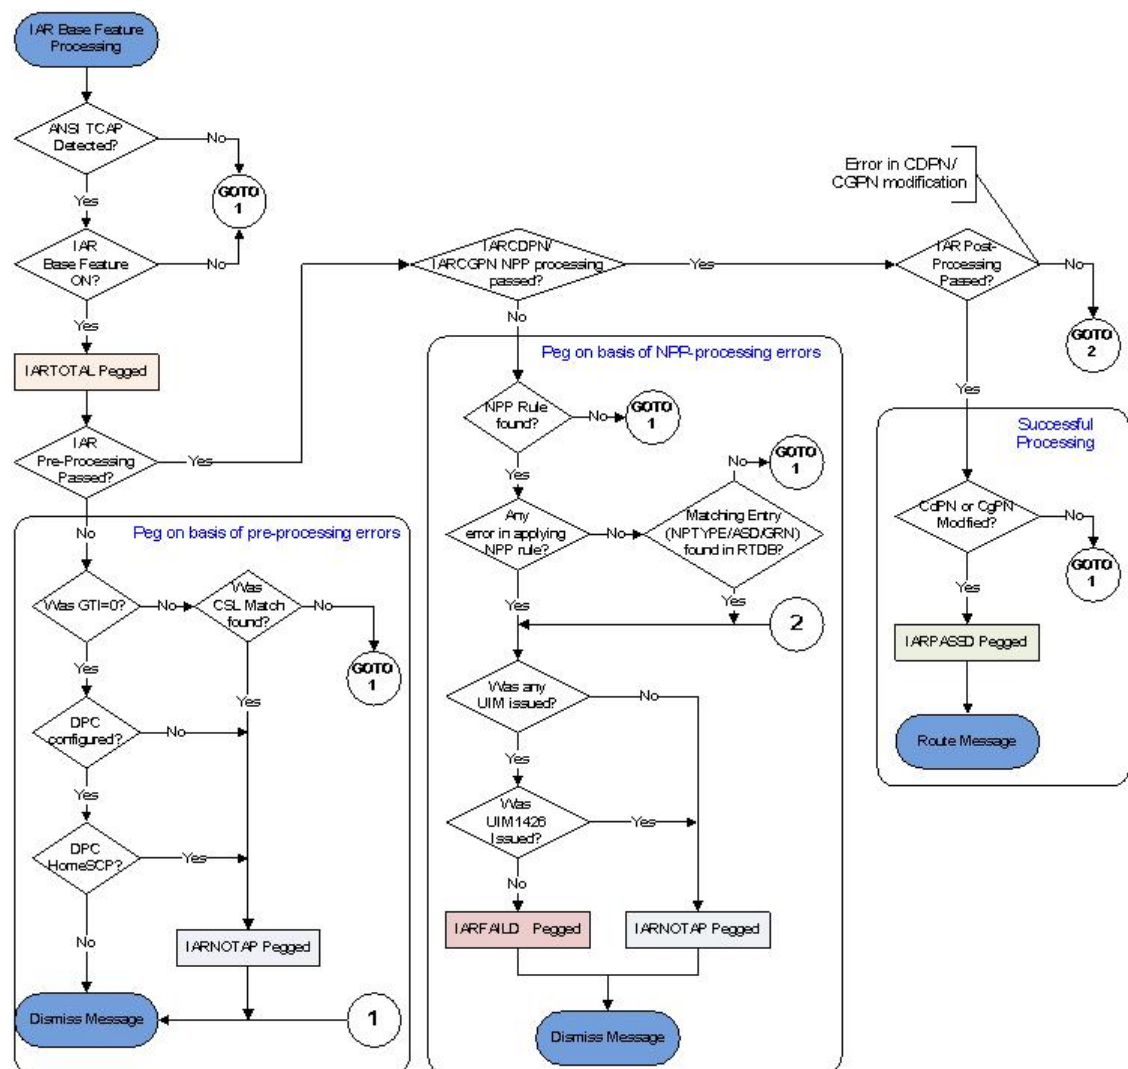 IAR Base Feature
Processing
ANSI TCAP
Detected?
No
GOTO
1
Yes
IAR
Base Feature
ON?
No
Yes
IARTOTAL Pegged
IAR
Pre-Processing
Passed?
Yes
No
IARCDPN/
IARCGPN NPP processing
passed?
Yes
No
Error in CDPN/
CGPN modification
IAR Post-
Processing
Passed?
No
GOTO
2
Yes
Peg on basis of pre-processing errors
Was GTI=0?
No
Was
CSL Match
found?
No
GOTO
1
Yes
Yes
DPC
configured?
No
Yes
DPC
HomeSCP?
Yes
No
IARNOTAP Pegged
Dismiss Message
1
Peg on basis of NPP-processing errors
NPP Rule
found?
No
GOTO
1
Yes
Any
error in applying
NPP rule?
No
Matching Entry
(NPTYPE/ASD/GRN)
found in RTDB?
No
GOTO
1
Yes
Yes
2
Was any
UIM issued?
No
Yes
Was
UIM1426
Issued?
Yes
No
IARFAILD Pegged
IARNOTAP Pegged
Dismiss Message
Successful
Processing
CdPN or CgPN
Modified?
No
GOTO
1
Yes
IARPASSD Pegged
Route Message